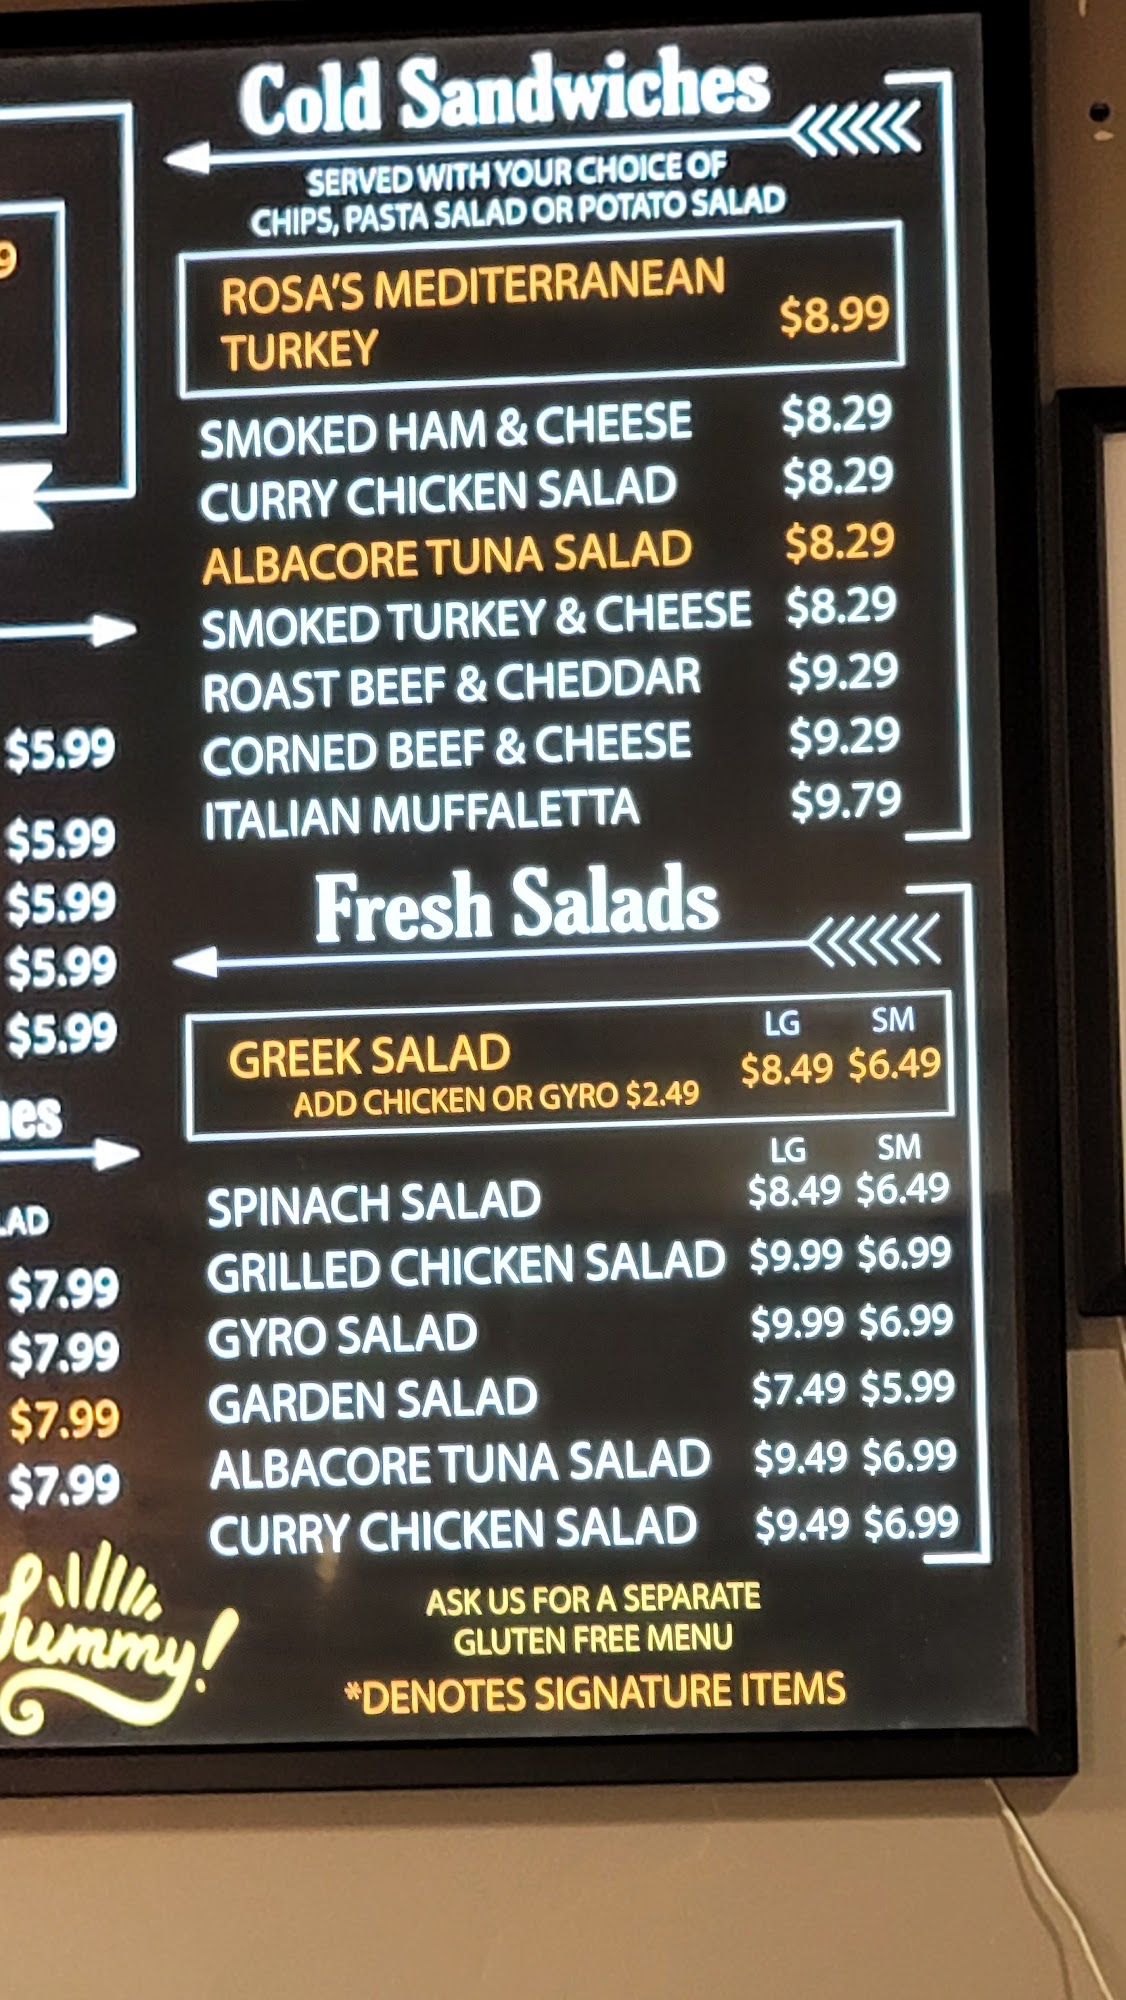 Cold Sandwiches
SERVED WITH YOUR CHOICE OF
CHIPS, PASTA SALAD OR POTATO SALAD
ROSA'S MEDITERRANEAN
TURKEY $8.99
SMOKED HAM & CHEESE $8.29
CURRY CHICKEN SALAD $8.29
ALBACORE TUNA SALAD $8.29
SMOKED TURKEY & CHEESE $8.29
ROAST BEEF & CHEDDAR $9.29
CORNED BEEF & CHEESE $9.29
ITALIAN MUFFALETTA $9.79
Fresh Salads
LG SM
GREEK SALAD $8.49 $6.49
ADD CHICKEN OR GYRO $2.49
LG SM
SPINACH SALAD $8.49 $6.49
GRILLED CHICKEN SALAD $9.99 $6.99
GYRO SALAD $9.99 $6.99
GARDEN SALAD $7.49 $5.99
ALBACORE TUNA SALAD $9.49 $6.99
CURRY CHICKEN SALAD $9.49 $6.99
ASK US FOR A SEPARATE
GLUTEN FREE MENU
*DENOTES SIGNATURE ITEMS
9
$5.99
$5.99
$5.99
$5.99
$5.99
nes
LAD
$7.99
$7.99
$7.99
$7.99
Yummy!